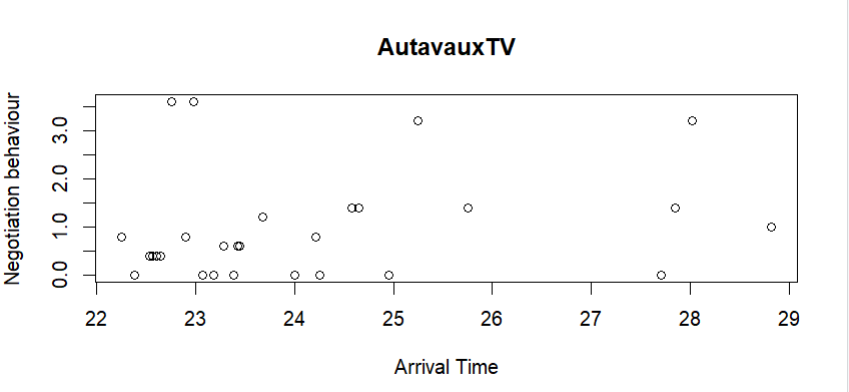 AutavauxTV
Negotiation behaviour
3.0
2.0
1.0
0.0
22 23 24 25 26 27 28 29
Arrival Time